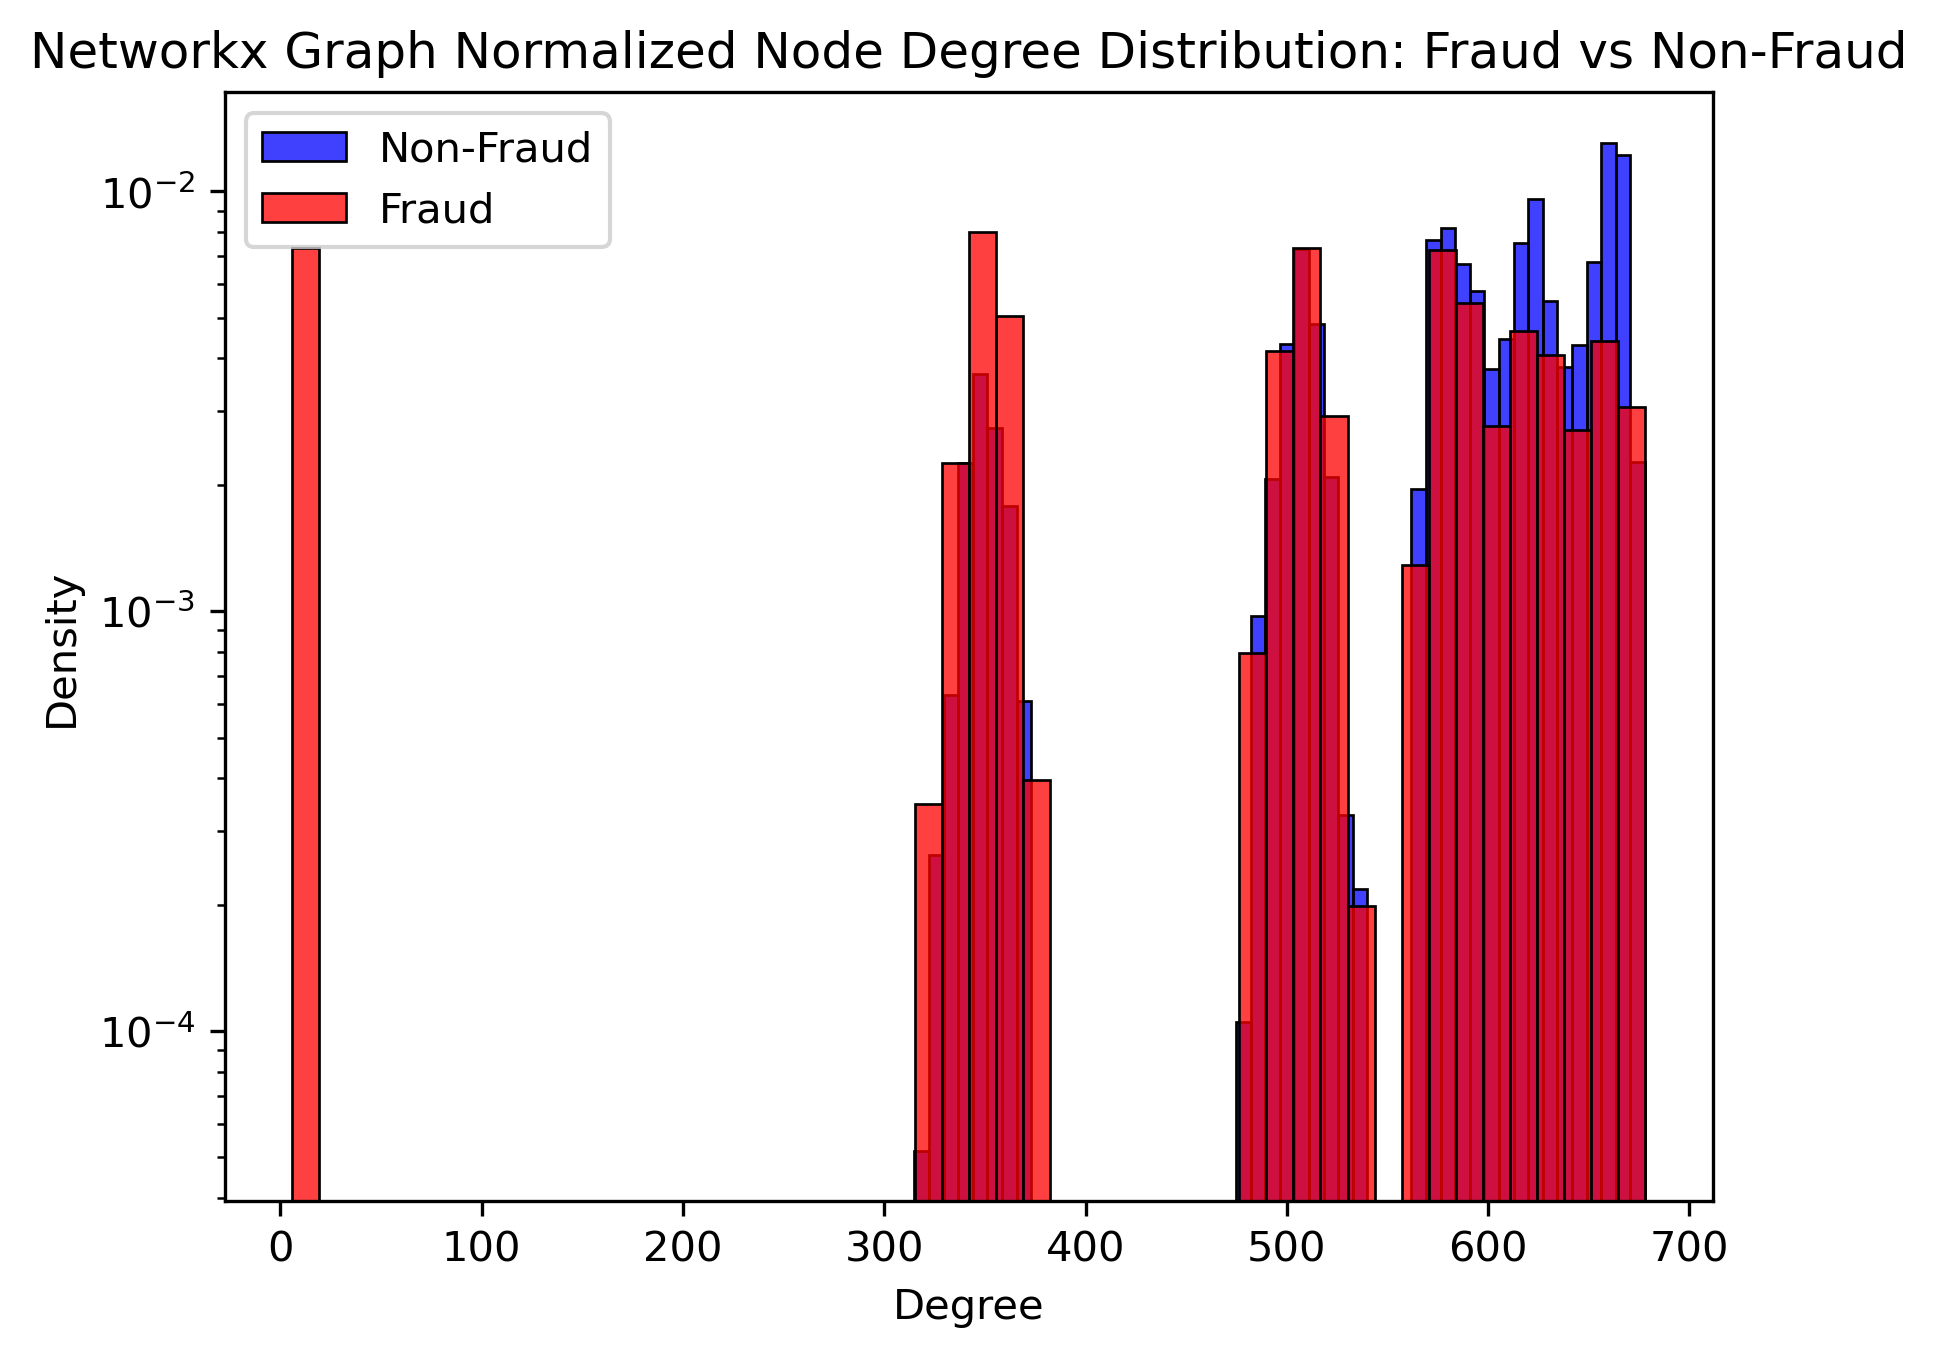 Networkx Graph Normalized Node Degree Distribution: Fraud vs Non-Fraud
Non-Fraud
Fraud
10⁻²
10⁻³
10⁻⁴
Density
0 100 200 300 400 500 600 700
Degree